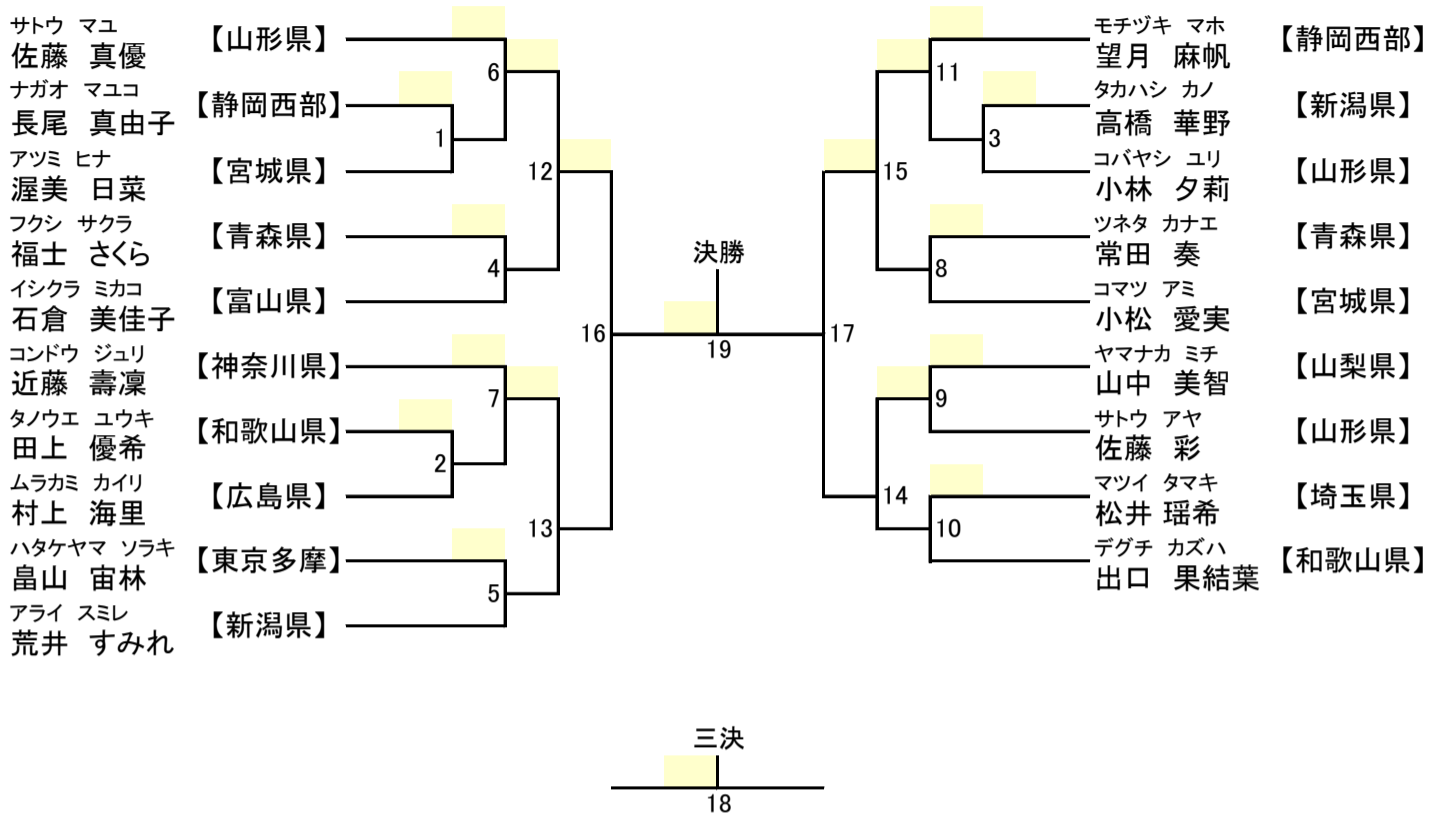 サトウ マユ
佐藤 真優 【山形県】
ナガオ マユコ
長尾 真由子 【静岡西部】
アツミ ヒナ
渥美 日菜 【宮城県】
フクシ サクラ
福士 さくら 【青森県】
イシクラ ミカコ
石倉 美佳子 【富山県】
コンドウ ジュリ
近藤 壽凜 【神奈川県】
タノウエ ユウキ
田上 優希 【和歌山県】
ムラカミ カイリ
村上 海里 【広島県】
ハタケヤマ ソラキ
畠山 宙林 【東京多摩】
アライ スミレ
荒井 すみれ 【新潟県】
6
1
12
4
16
7
2
13
5
決勝
19
11
3
15
8
17
9
14
10
モチヅキ マホ
望月 麻帆 【静岡西部】
タカハシ カノ
高橋 華野 【新潟県】
コバヤシ ユリ
小林 夕莉 【山形県】
ツネタ カナエ
常田 奏 【青森県】
コマツ アミ
小松 愛実 【宮城県】
ヤマナカ ミチ
山中 美智 【山梨県】
サトウ アヤ
佐藤 彩 【山形県】
マツイ タマキ
松井 瑶希 【埼玉県】
デグチ カズハ
出口 果結葉 【和歌山県】
三決
18